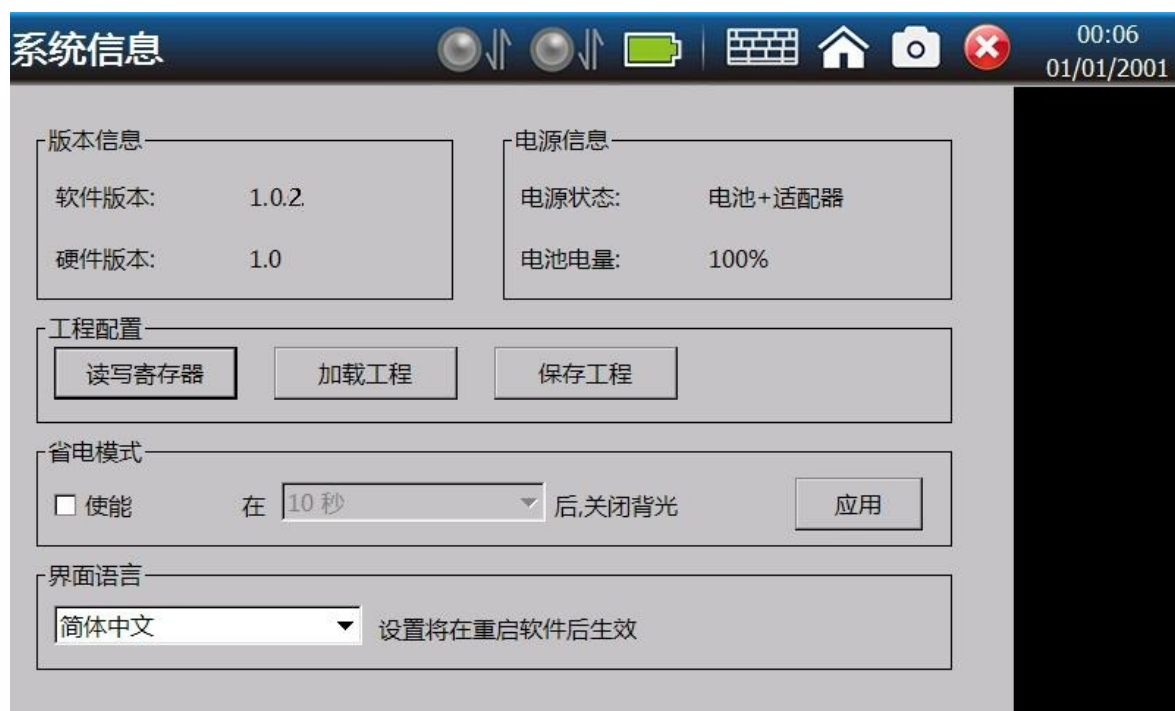 系统信息
00:06
01/01/2001
版本信息
软件版本: 1.0.2.
硬件版本: 1.0
电源信息
电源状态: 电池+适配器
电池电量: 100%
工程配置
读写寄存器 加载工程 保存工程
省电模式
使能 在 10 秒 后,关闭背光 应用
界面语言
简体中文 设置将在重启软件后生效